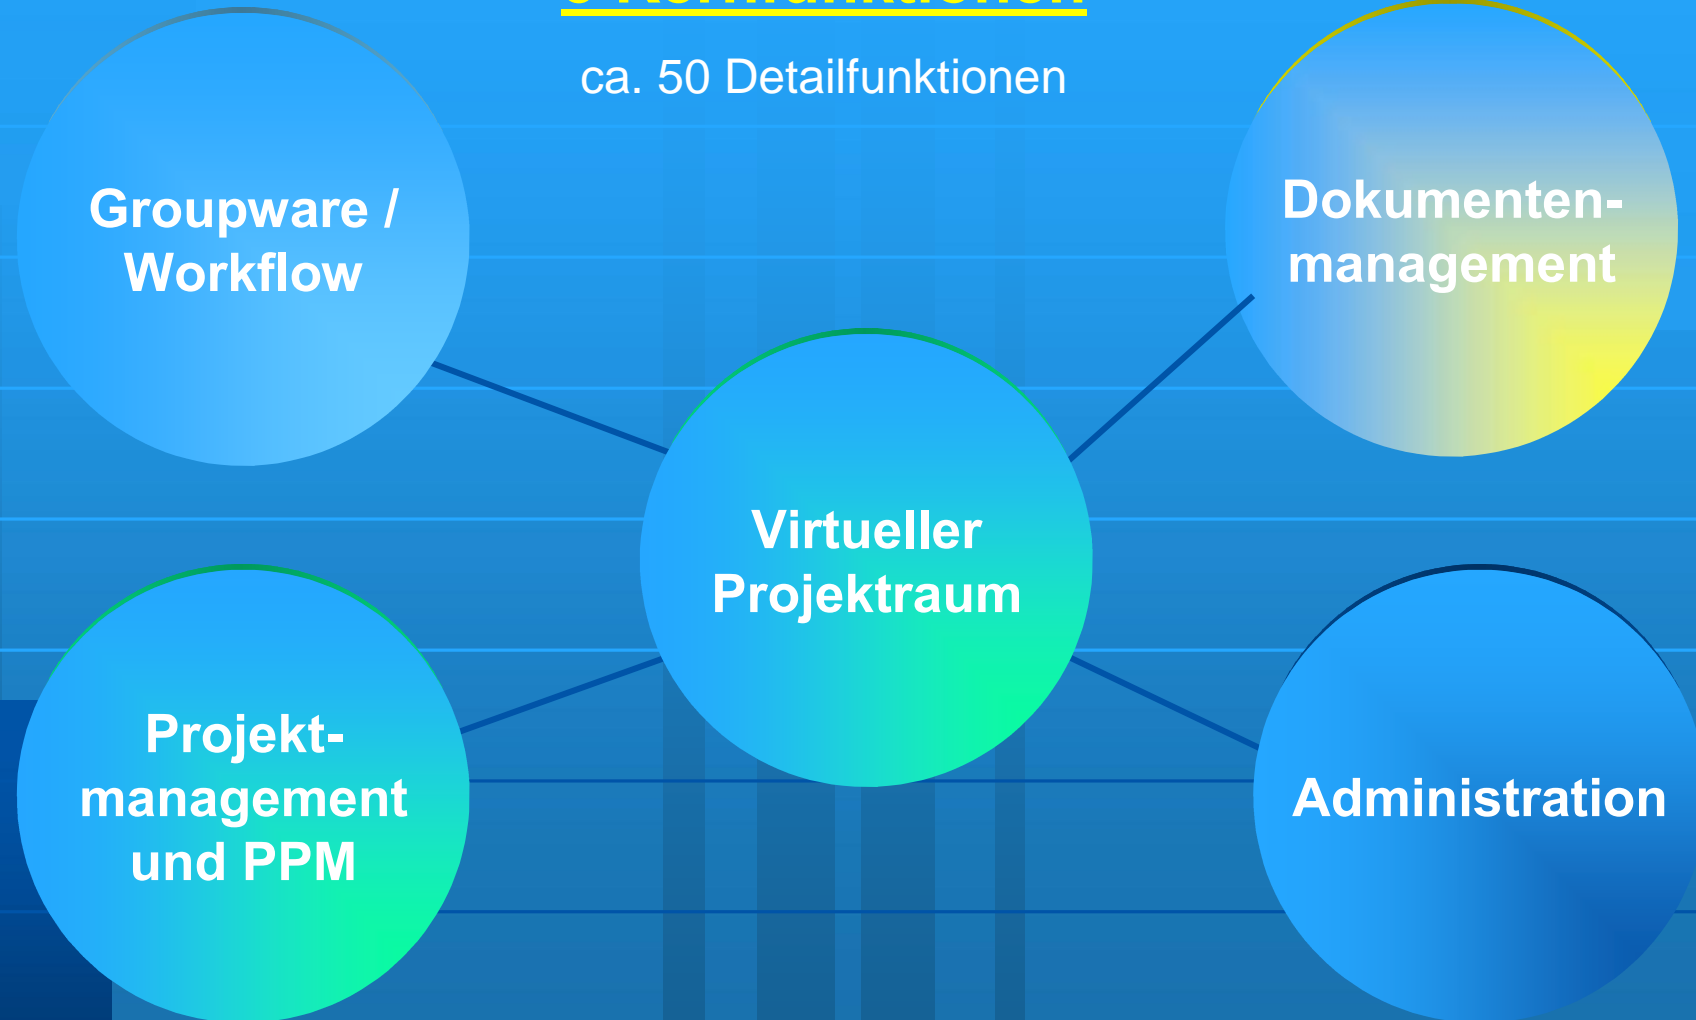 ca. 50 Detailfunktionen
Groupware /
Workflow
Dokumenten-
management
Virtueller
Projektraum
Projekt-
management
und PPM
Administration